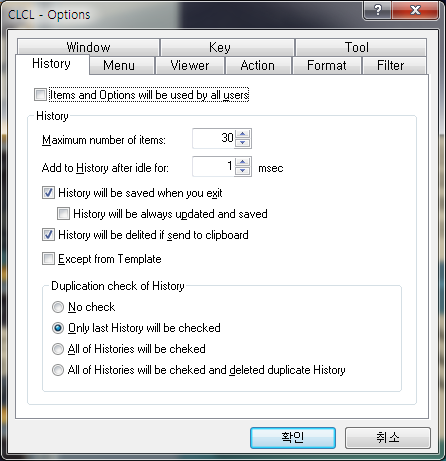 CLCL - Options
Window Key Tool
History Menu Viewer Action Format Filter
Items and Options will be used by all users
History
Maximum number of items: 30
Add to History after idle for: 1 msec
History will be saved when you exit
History will be always updated and saved
History will be delited if send to clipboard
Except from Template
Duplication check of History
No check
Only last History will be checked
All of Histories will be cheked
All of Histories will be cheked and deleted duplicate History
확인 취소